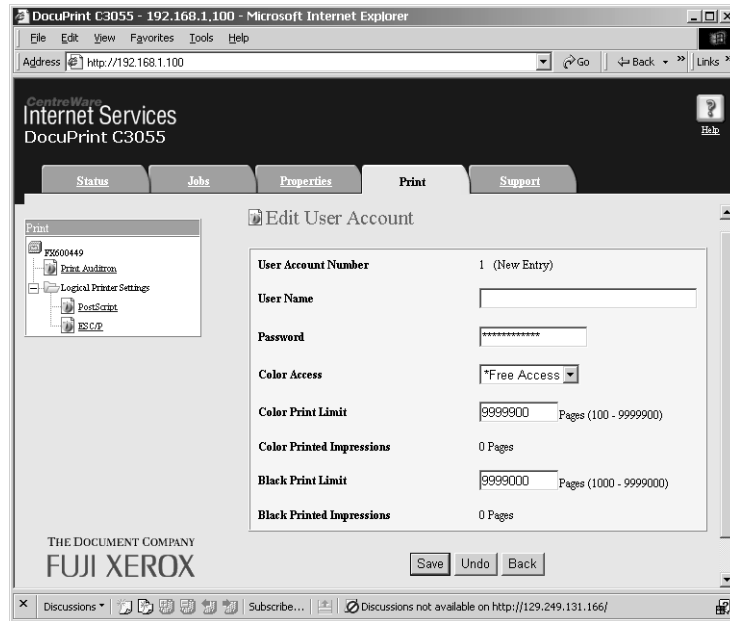 DocuPrint C3055 - 192.168.1,100 - Microsoft Internet Explorer
File Edit View Favorites Tools Help
Address http://192.168.1.100 Go Back » Links »
CentreWare
Internet Services
DocuPrint C3055
Help
Status Jobs Properties Print Support
Print
FX600449
Print Auditron
Logical Printer Settings
PostScript
ESC/P
Edit User Account
User Account Number 1 (New Entry)
User Name
Password ************
Color Access *Free Access
Color Print Limit 9999900 Pages (100 - 9999900)
Color Printed Impressions 0 Pages
Black Print Limit 9999000 Pages (1000 - 9999000)
Black Printed Impressions 0 Pages
Save Undo Back
THE DOCUMENT COMPANY
FUJI XEROX
Discussions Subscribe... Discussions not available on http://129.249.131.166/